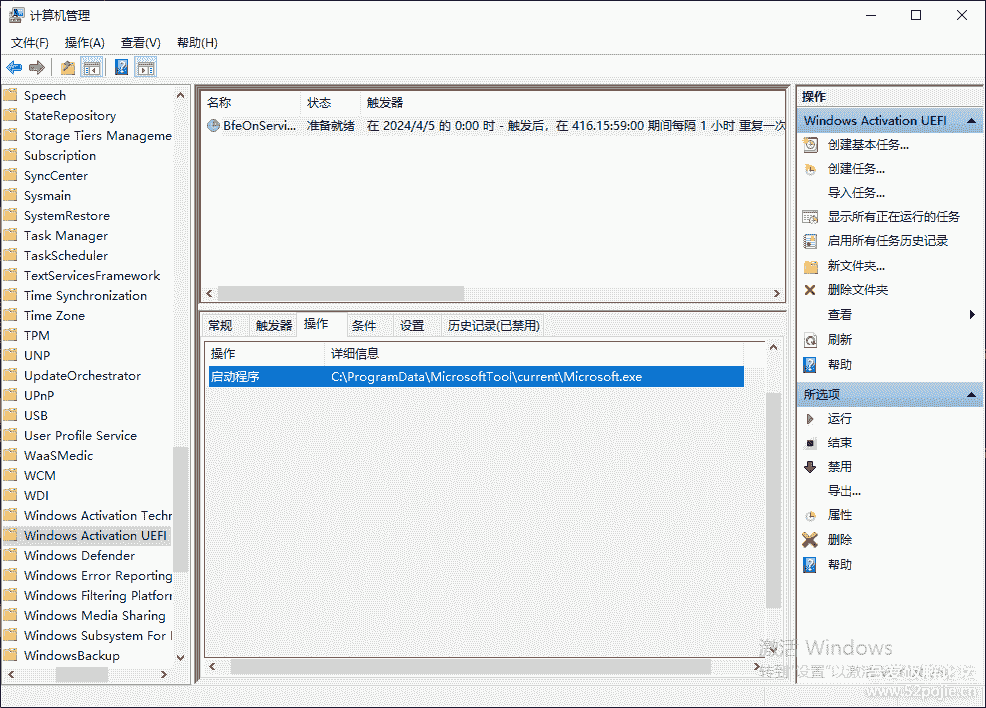 计算机管理
文件(F) 操作(A) 查看(V) 帮助(H)
Speech
StateRepository
Storage Tiers Manageme
Subscription
SyncCenter
Sysmain
SystemRestore
Task Manager
TaskScheduler
TextServicesFramework
Time Synchronization
Time Zone
TPM
UNP
UpdateOrchestrator
UPnP
USB
User Profile Service
WaaSMedic
WCM
WDI
Windows Activation Techr
Windows Activation UEFI
Windows Defender
Windows Error Reporting
Windows Filtering Platforr
Windows Media Sharing
Windows Subsystem For
WindowsBackup
名称 状态 触发器
BfeOnServi... 准备就绪 在 2024/4/5 的 0:00 时 - 触发后，在 416.15:59:00 期间每隔 1 小时 重复一次
常规 触发器 操作 条件 设置 历史记录(已禁用)
操作 详细信息
启动程序 C:\ProgramData\MicrosoftTool\current\Microsoft.exe
操作
Windows Activation UEFI
创建基本任务...
创建任务...
导入任务...
显示所有正在运行的任务
启用所有任务历史记录
新文件夹...
删除文件夹
查看
刷新
帮助
所选项
运行
结束
禁用
导出...
属性
删除
帮助
激活 Windows
转到"设置"以激活
www.52pojie.cn